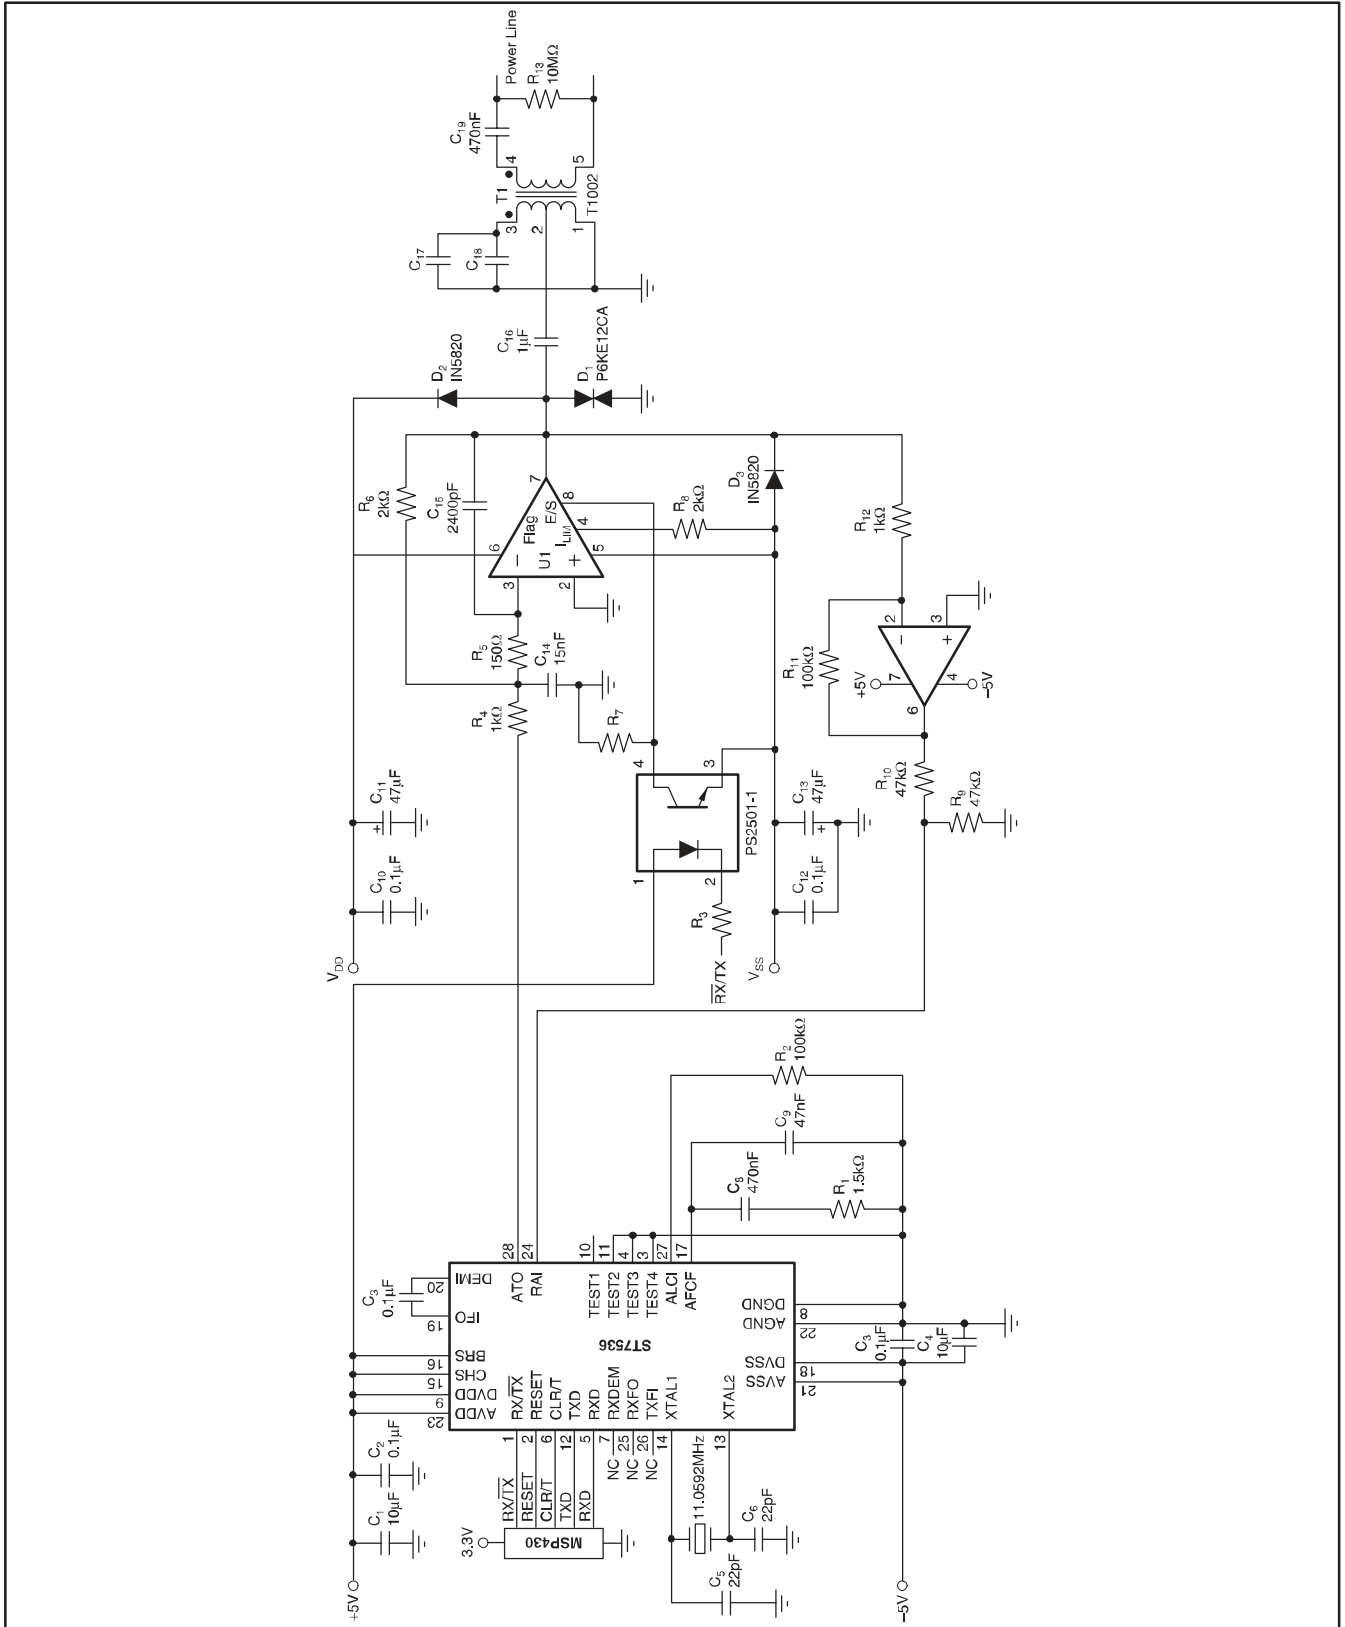 +5V
C1
10µF
C2
0.1µF
3.3V
MSP430
RX/TX
RESET
CLR/T
TXD
RXD
NC
NC
NC
1
2
6
12
5
7
25
26
14
13
11.0592MHz
C5
22pF
C6
22pF
–5V
23
9
15
16
19
20
AVDD
DVDD
CHS
BRS
IFO
DEMI
C3
0.1µF
RX/TX
RESET
CLR/T
TXD
RXD
RXDEM
RXFO
TXFI
XTAL1
XTAL2
ST7536
ATO
RAI
TEST1
TEST2
TEST3
TEST4
ALCI
AFCF
28
24
10
11
4
3
27
17
AVSS
DVSS
AGND
DGND
21
18
22
8
C3
0.1µF
C4
10µF
C8
470nF
R1
1.5kΩ
C9
47nF
R2
100kΩ
VDD
C10
0.1µF
C11
47µF
+
RX/TX
R3
1
2
4
3
PS2501-1
R7
VSS
C12
0.1µF
C13
47µF
+
R4
1kΩ
R5
150Ω
C14
15nF
R6
2kΩ
C15
2400pF
3
2
6
7
8
4
5
–
+
U1
Flag
E/S
ILIM
R8
2kΩ
D3
IN5820
D2
IN5820
D1
P6KE12CA
C16
1µF
C17
C18
T1
T1002
3
2
1
4
5
C19
470nF
R13
10MΩ
Power Line
R12
1kΩ
R11
100kΩ
2
3
–
+
+5V
7
4
–5V
6
R10
47kΩ
R9
47kΩ